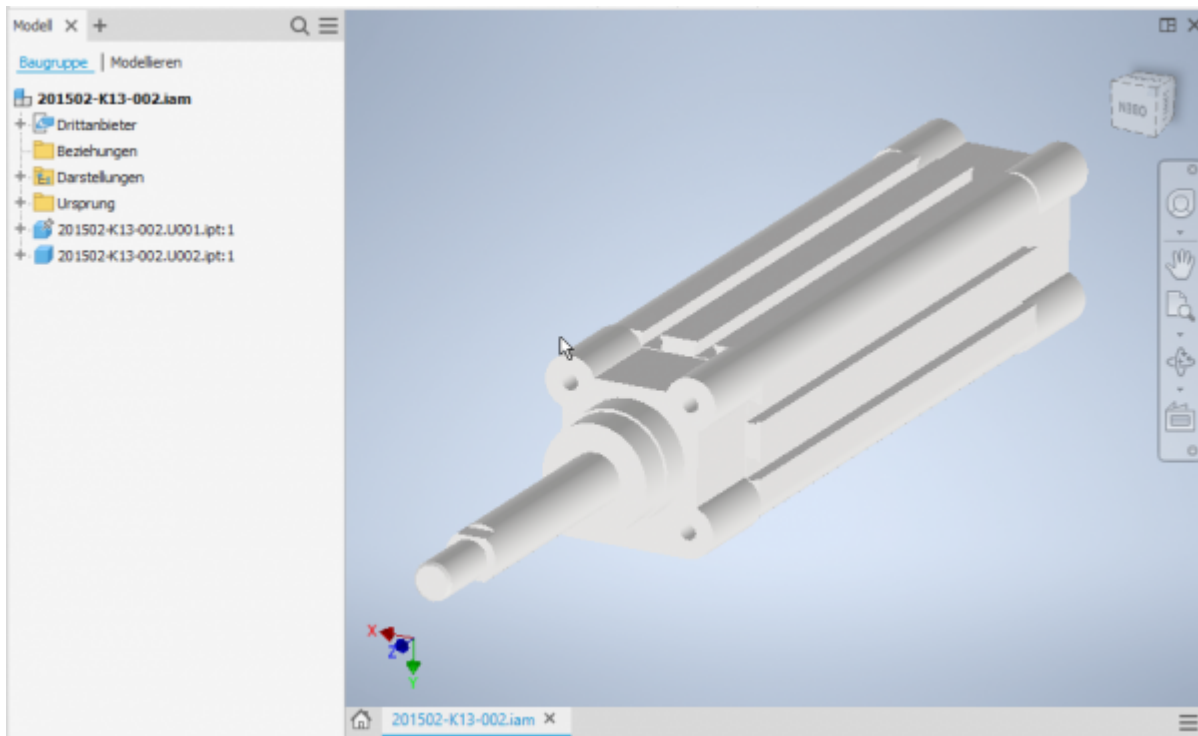 Modell
Baugruppe | Modellieren
201502-K13-002.iam
Drittanbieter
Beziehungen
Darstellungen
Ursprung
201502-K13-002.U001.ipt:1
201502-K13-002.U002.ipt:1
OBEN
X
Z
Y
201502-K13-002.iam